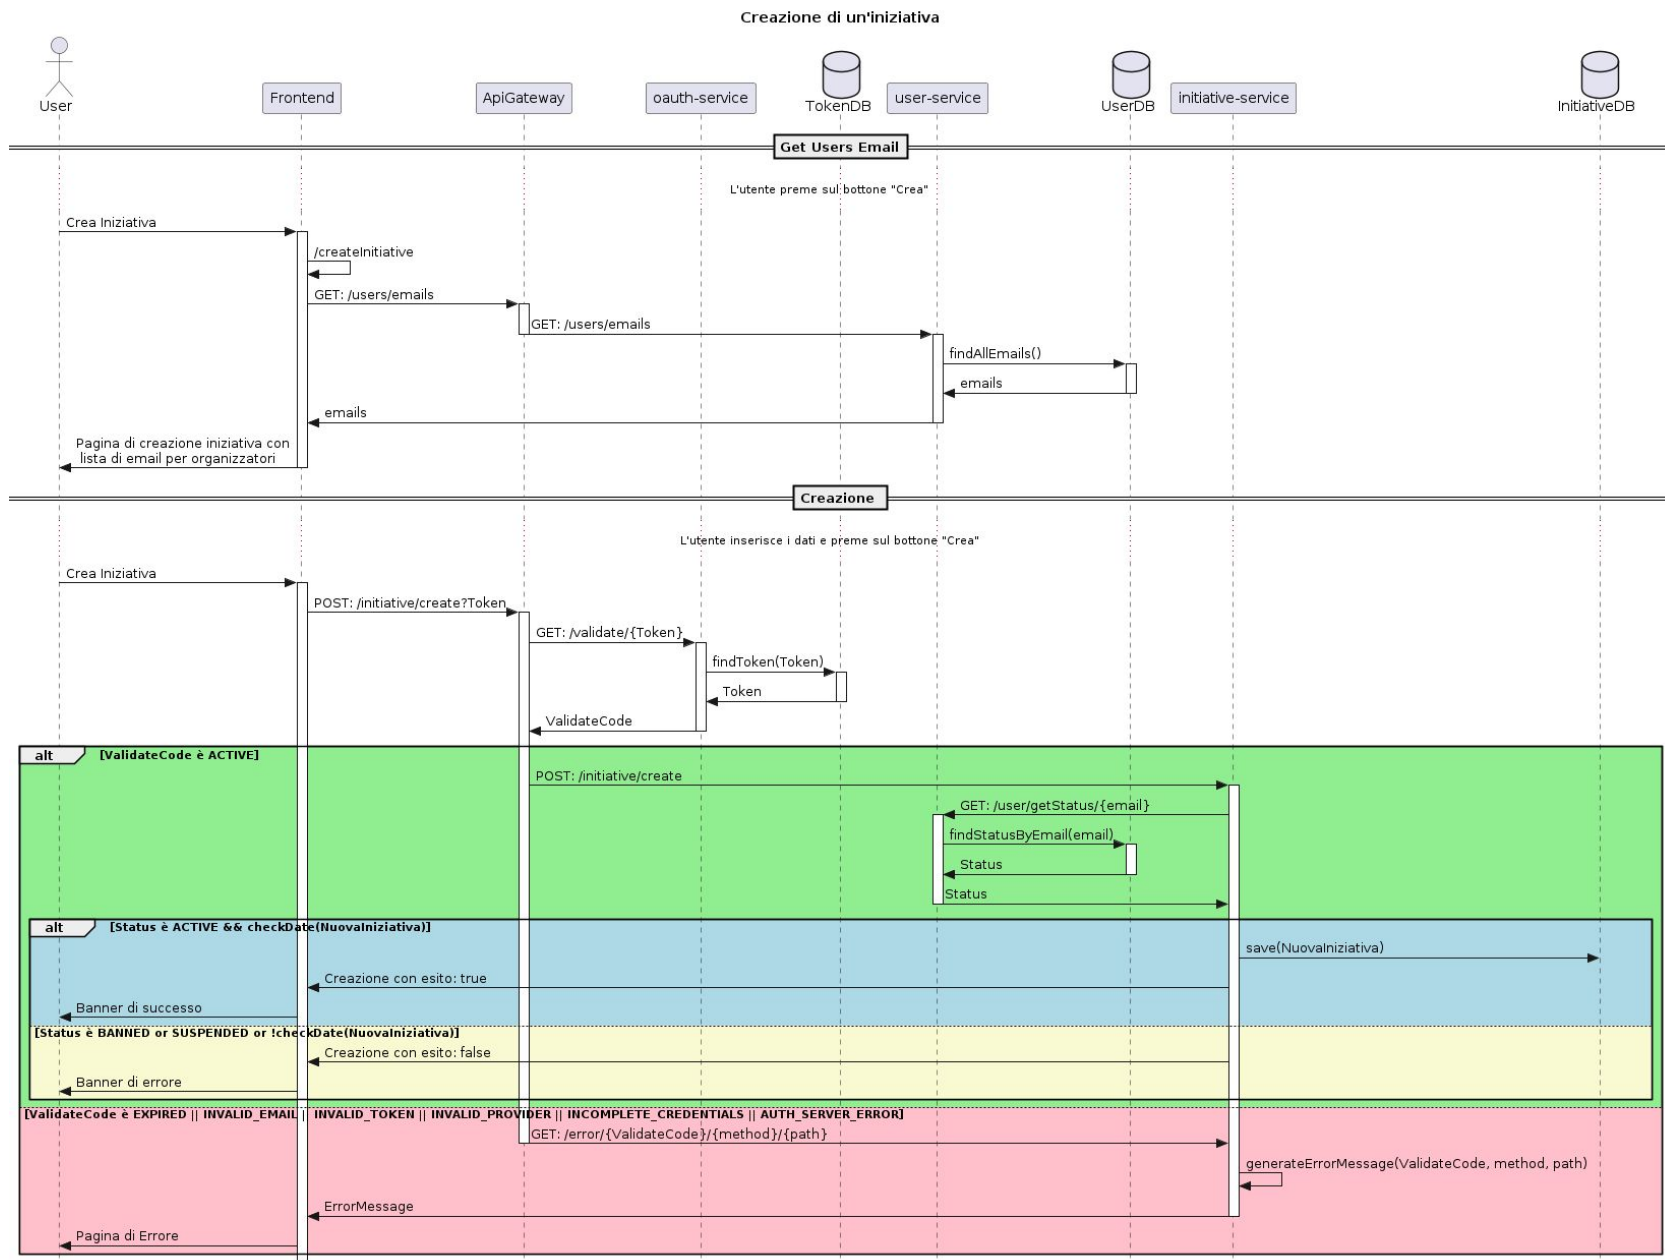 Creazione di un'iniziativa
User
Frontend
ApiGateway
oauth-service
TokenDB
user-service
UserDB
initiative-service
InitiativeDB
Get Users Email
L'utente preme sul bottone "Crea"
Crea Iniziativa
/createInitiative
GET: /users/emails
GET: /users/emails
findAllEmails()
emails
emails
Pagina di creazione iniziativa con
lista di email per organizzatori
Creazione
L'utente inserisce i dati e preme sul bottone "Crea"
Crea Iniziativa
POST: /initiative/create?Token
GET: /validate/{Token}
findToken(Token)
Token
ValidateCode
alt [ValidateCode è ACTIVE]
POST: /initiative/create
GET: /user/getStatus/{email}
findStatusByEmail(email)
Status
Status
alt [Status è ACTIVE && checkDate(NuovaIniziativa)]
save(NuovaIniziativa)
Creazione con esito: true
Banner di successo
[Status è BANNED or SUSPENDED or !checkDate(NuovaIniziativa)]
Creazione con esito: false
Banner di errore
[ValidateCode è EXPIRED || INVALID_EMAIL || INVALID_TOKEN || INVALID_PROVIDER || INCOMPLETE_CREDENTIALS || AUTH_SERVER_ERROR]
GET: /error/{ValidateCode}/{method}/{path}
generateErrorMessage(ValidateCode, method, path)
ErrorMessage
Pagina di Errore